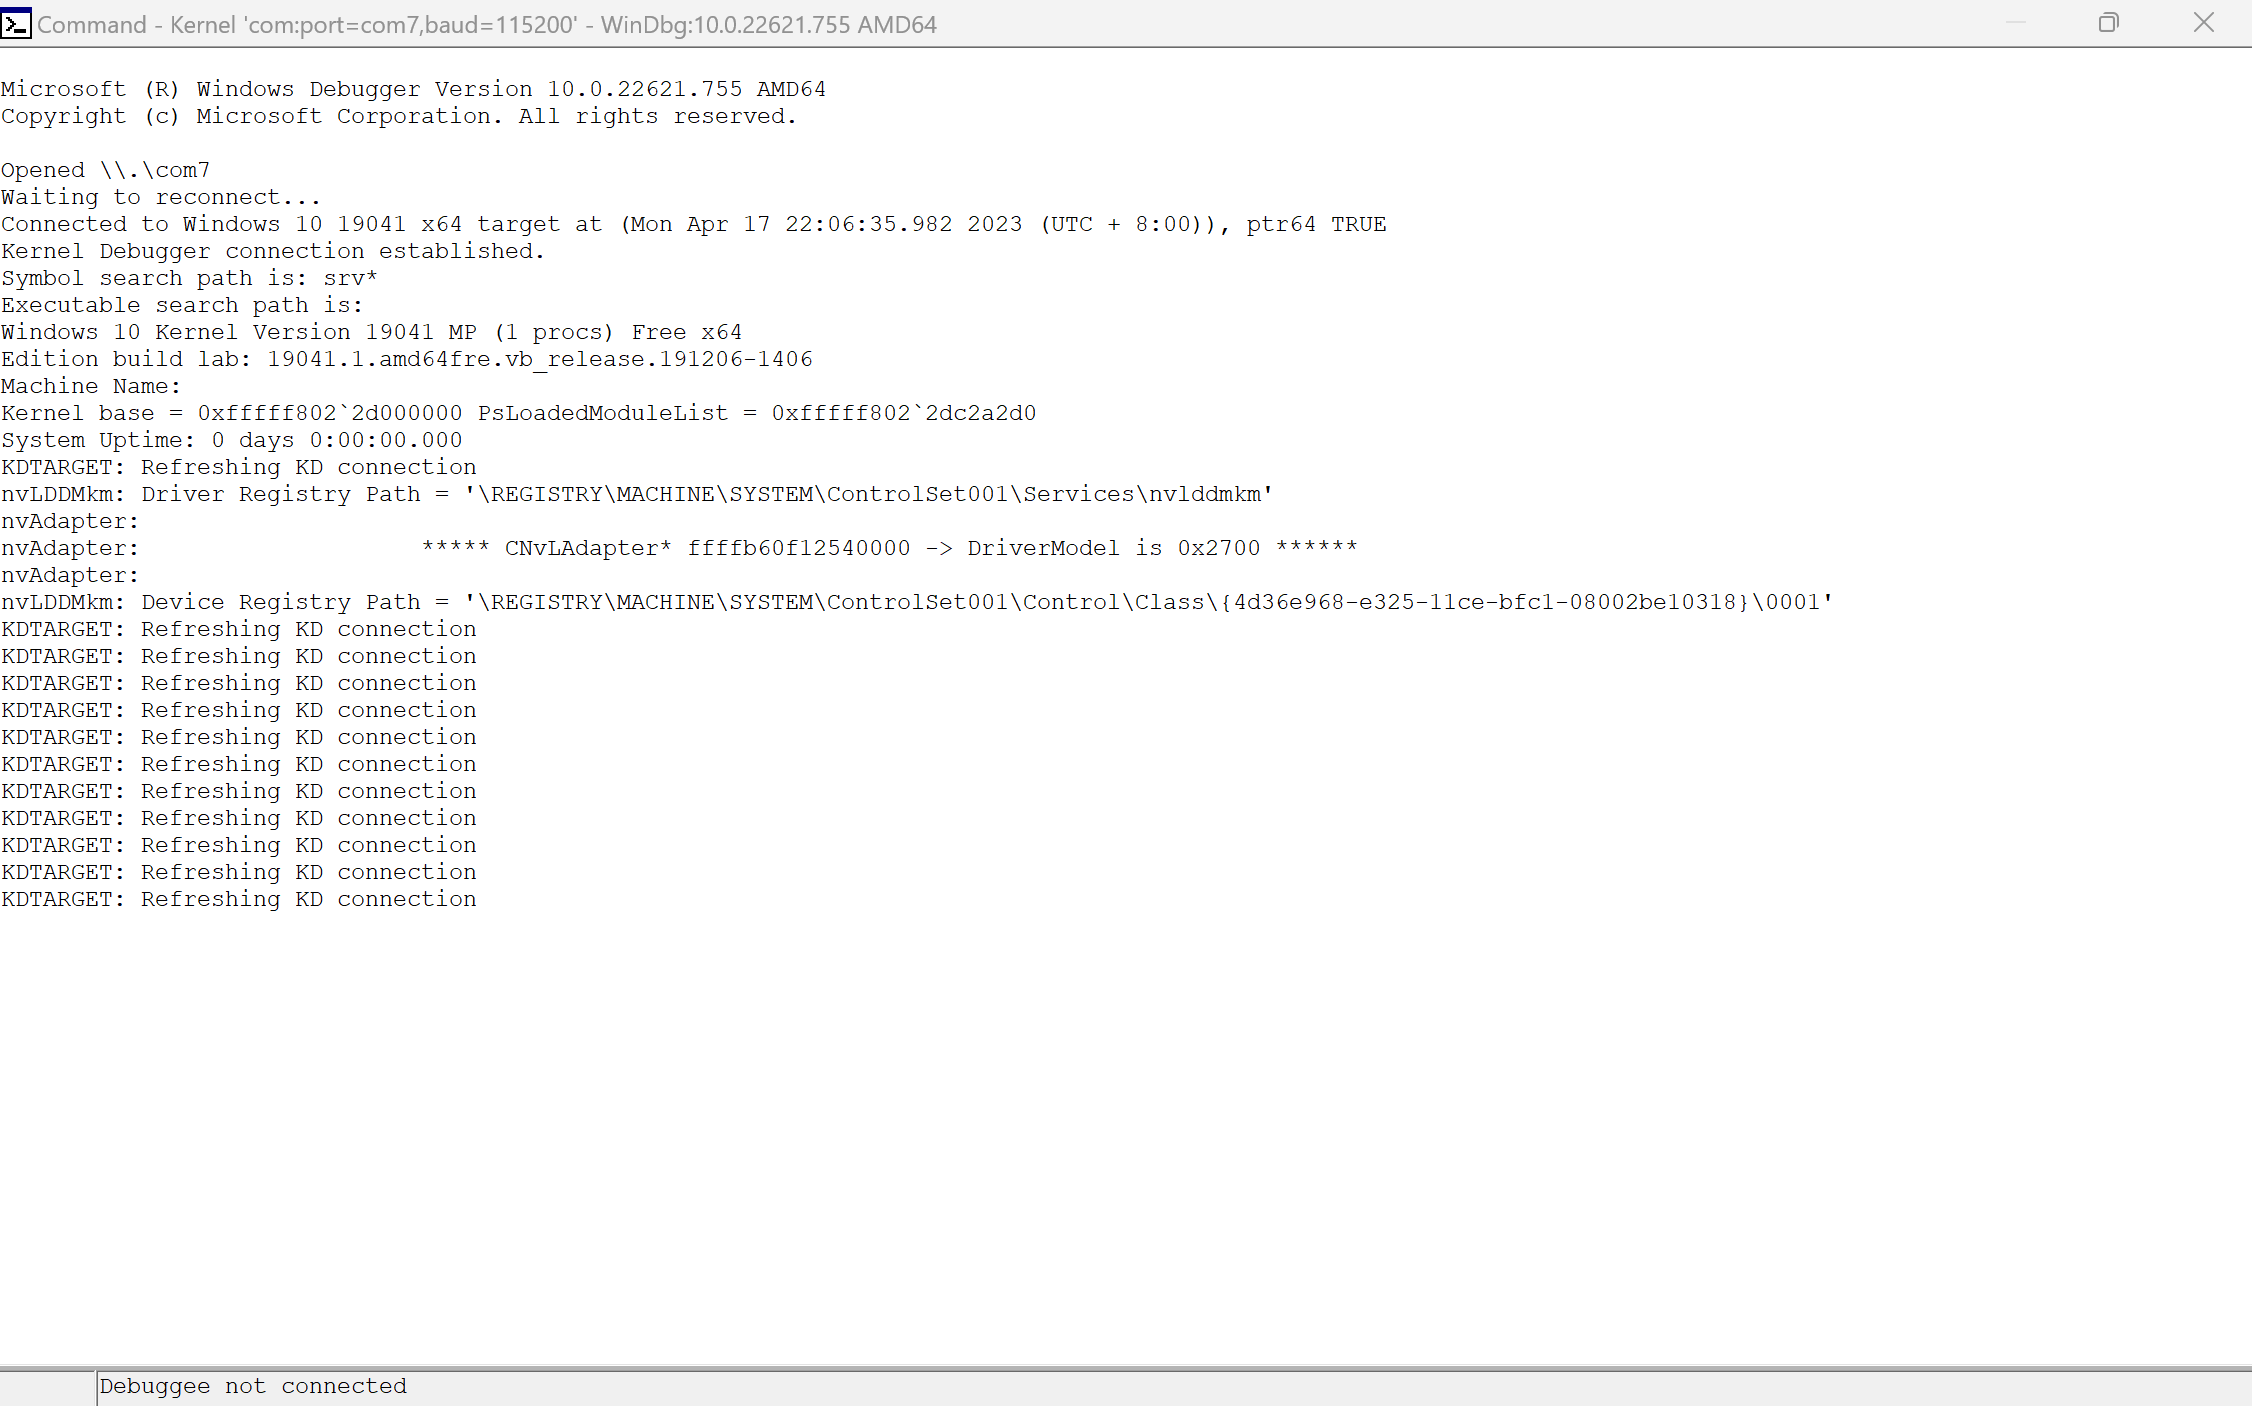 Command - Kernel 'com:port=com7,baud=115200' - WinDbg:10.0.22621.755 AMD64
Microsoft (R) Windows Debugger Version 10.0.22621.755 AMD64
Copyright (c) Microsoft Corporation. All rights reserved.
Opened \\.\com7
Waiting to reconnect...
Connected to Windows 10 19041 x64 target at (Mon Apr 17 22:06:35.982 2023 (UTC + 8:00)), ptr64 TRUE
Kernel Debugger connection established.
Symbol search path is: srv*
Executable search path is:
Windows 10 Kernel Version 19041 MP (1 procs) Free x64
Edition build lab: 19041.1.amd64fre.vb_release.191206-1406
Machine Name:
Kernel base = 0xfffff802`2d000000 PsLoadedModuleList = 0xfffff802`2dc2a2d0
System Uptime: 0 days 0:00:00.000
KDTARGET: Refreshing KD connection
nvLDDMkm: Driver Registry Path = '\REGISTRY\MACHINE\SYSTEM\ControlSet001\Services\nvlddmkm'
nvAdapter:
nvAdapter:                    ***** CNvLAdapter* ffffb60f12540000 -> DriverModel is 0x2700 ******
nvAdapter:
nvLDDMkm: Device Registry Path = '\REGISTRY\MACHINE\SYSTEM\ControlSet001\Control\Class\{4d36e968-e325-11ce-bfc1-08002be10318}\0001'
KDTARGET: Refreshing KD connection
KDTARGET: Refreshing KD connection
KDTARGET: Refreshing KD connection
KDTARGET: Refreshing KD connection
KDTARGET: Refreshing KD connection
KDTARGET: Refreshing KD connection
KDTARGET: Refreshing KD connection
KDTARGET: Refreshing KD connection
KDTARGET: Refreshing KD connection
KDTARGET: Refreshing KD connection
KDTARGET: Refreshing KD connection
Debuggee not connected